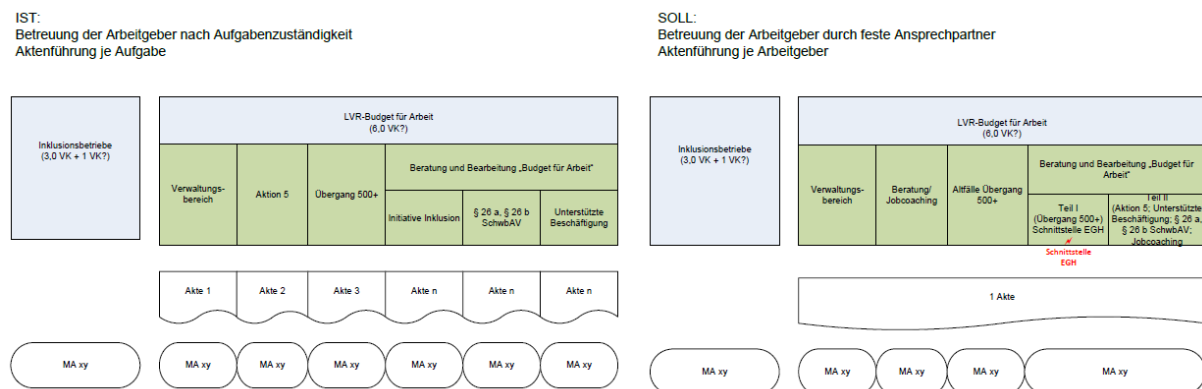 IST:
Betreuung der Arbeitgeber nach Aufgabenzuständigkeit
Aktenführung je Aufgabe
Inklusionsbetriebe
(3,0 VK + 1 VK?)
LVR-Budget für Arbeit
(6,0 VK?)
Verwaltungs-
bereich
Aktion 5
Übergang 500+
Beratung und Bearbeitung „Budget für Arbeit"
Initiative Inklusion
§ 26 a, § 26 b
SchwbAV
Unterstützte
Beschäftigung
Akte 1
Akte 2
Akte 3
Akte n
Akte n
Akte n
MA xy
MA xy
MA xy
MA xy
MA xy
MA xy
MA xy
SOLL:
Betreuung der Arbeitgeber durch feste Ansprechpartner
Aktenführung je Arbeitgeber
Inklusionsbetriebe
(3,0 VK + 1 VK?)
LVR-Budget für Arbeit
(6,0 VK?)
Verwaltungs-
bereich
Beratung/
Jobcoaching
Altfälle Übergang
500+
Beratung und Bearbeitung „Budget für
Arbeit"
Teil I
(Übergang 500+)
Schnittstelle EGH
Teil II
(Aktion 5; Unterstützte
Beschäftigung; § 26 a,
§ 26 b SchwbAV;
Jobcoaching
Schnittstelle
EGH
1 Akte
MA xy
MA xy
MA xy
MA xy
MA xy